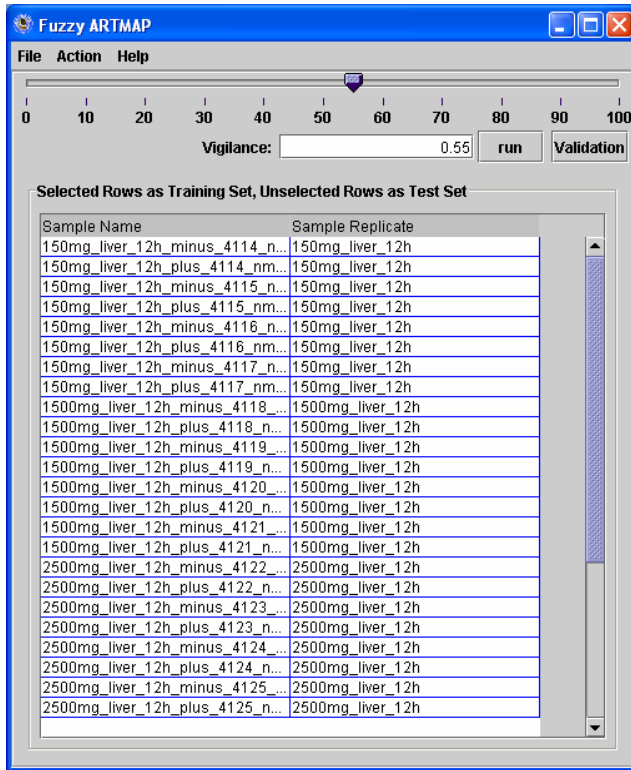 Fuzzy ARTMAP
File Action Help
0 10 20 30 40 50 60 70 80 90 100
Vigilance: 0.55 run Validation
Selected Rows as Training Set, Unselected Rows as Test Set
Sample Name Sample Replicate
150mg_liver_12h_minus_4114_n... 150mg_liver_12h
150mg_liver_12h_plus_4114_nm... 150mg_liver_12h
150mg_liver_12h_minus_4115_n... 150mg_liver_12h
150mg_liver_12h_plus_4115_nm... 150mg_liver_12h
150mg_liver_12h_minus_4116_n... 150mg_liver_12h
150mg_liver_12h_plus_4116_nm... 150mg_liver_12h
150mg_liver_12h_minus_4117_n... 150mg_liver_12h
150mg_liver_12h_plus_4117_nm... 150mg_liver_12h
1500mg_liver_12h_minus_4118_... 1500mg_liver_12h
1500mg_liver_12h_plus_4118_n... 1500mg_liver_12h
1500mg_liver_12h_minus_4119_... 1500mg_liver_12h
1500mg_liver_12h_plus_4119_n... 1500mg_liver_12h
1500mg_liver_12h_minus_4120_... 1500mg_liver_12h
1500mg_liver_12h_plus_4120_n... 1500mg_liver_12h
1500mg_liver_12h_minus_4121_... 1500mg_liver_12h
1500mg_liver_12h_plus_4121_n... 1500mg_liver_12h
2500mg_liver_12h_minus_4122_... 2500mg_liver_12h
2500mg_liver_12h_plus_4122_n... 2500mg_liver_12h
2500mg_liver_12h_minus_4123_... 2500mg_liver_12h
2500mg_liver_12h_plus_4123_n... 2500mg_liver_12h
2500mg_liver_12h_minus_4124_... 2500mg_liver_12h
2500mg_liver_12h_plus_4124_n... 2500mg_liver_12h
2500mg_liver_12h_minus_4125_... 2500mg_liver_12h
2500mg_liver_12h_plus_4125_n... 2500mg_liver_12h